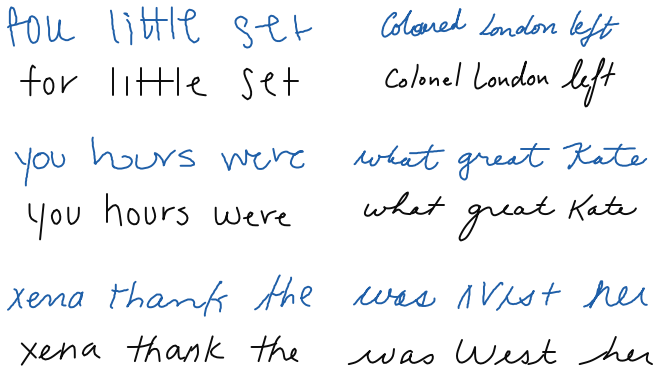 fou little set
for little set
you hours were
you hours were
xena thank the
xena thank the
Coloured London left
Colonel London left
what great Kate
what great Kate
was her
was West her